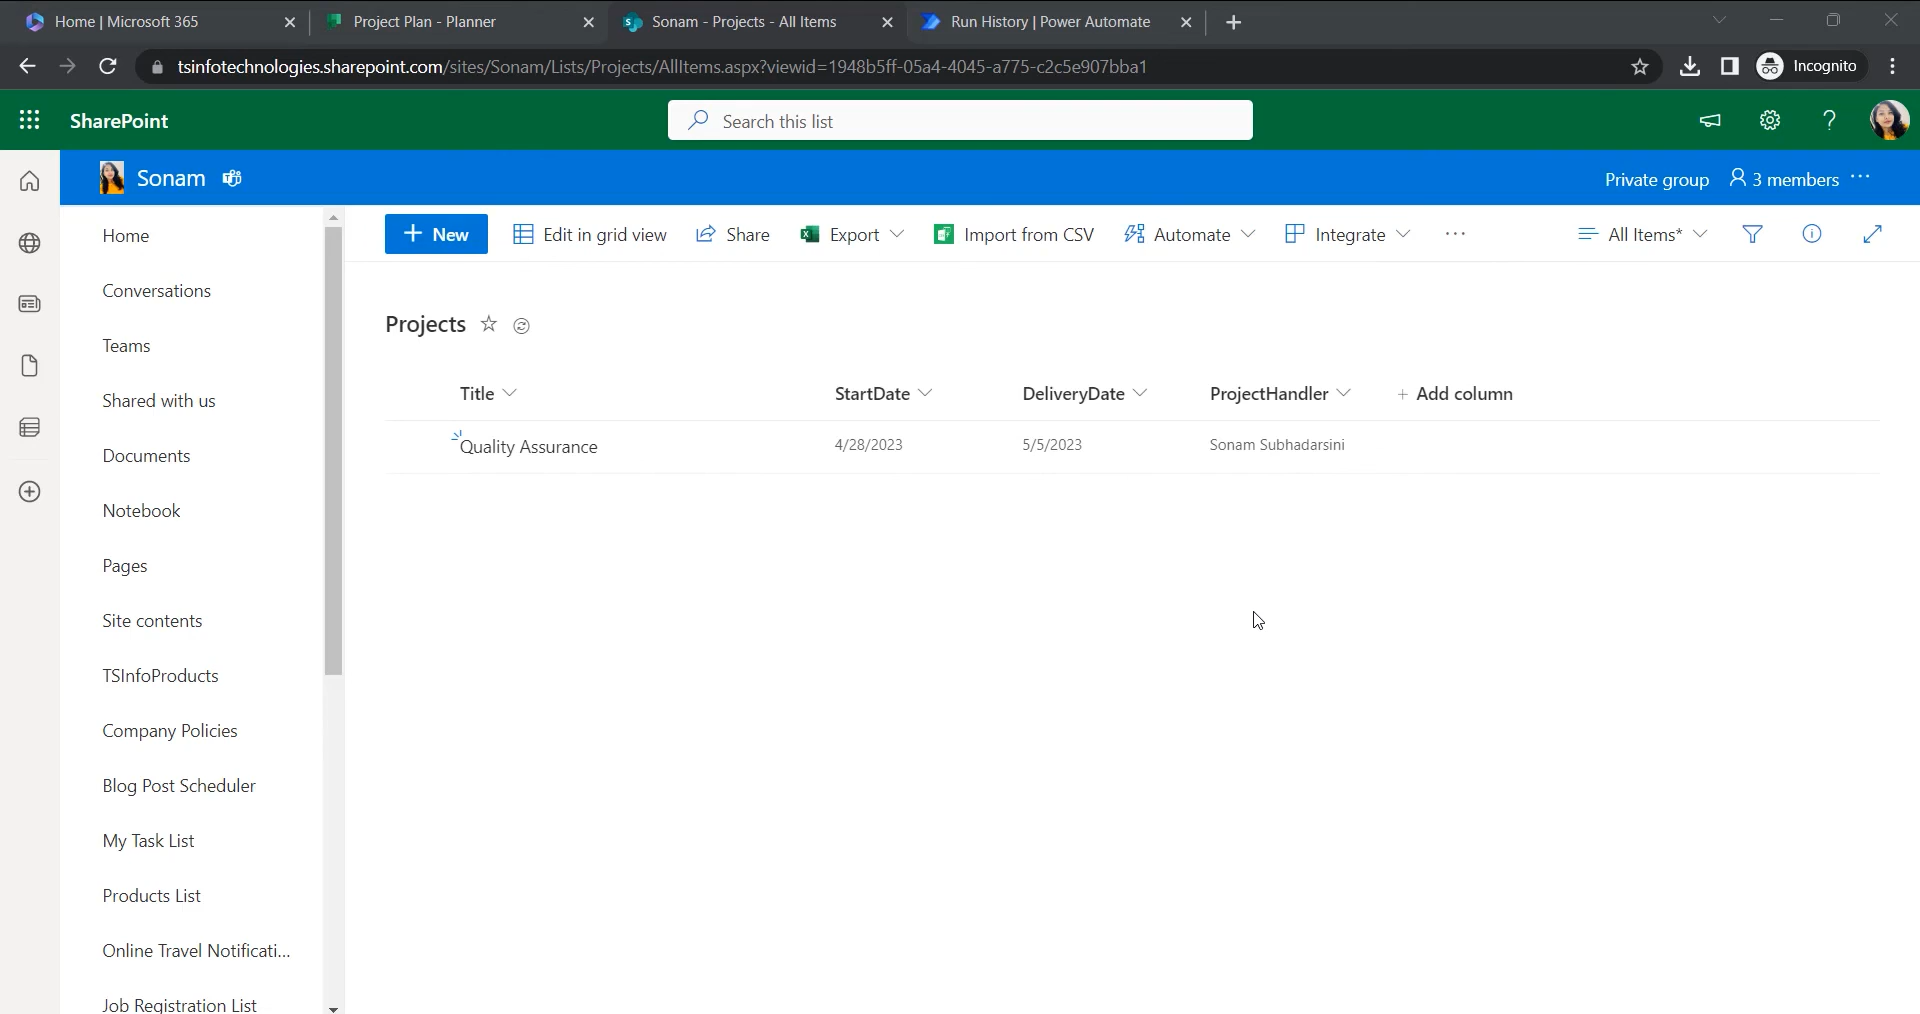 Home | Microsoft 365
Project Plan - Planner
Sonam - Projects - All Items
Run History | Power Automate
tsinfotechnologies.sharepoint.com/sites/Sonam/Lists/Projects/AllItems.aspx?viewid=1948b5ff-05a4-4045-a775-c2c5e907bba1
Incognito
SharePoint
Search this list
Sonam
Private group
3 members
Home
Conversations
Teams
Shared with us
Documents
Notebook
Pages
Site contents
TSInfoProducts
Company Policies
Blog Post Scheduler
My Task List
Products List
Online Travel Notificati...
Job Registration List
+ New
Edit in grid view
Share
Export
Import from CSV
Automate
Integrate
All Items*
Projects
Title StartDate DeliveryDate ProjectHandler + Add column
Quality Assurance 4/28/2023 5/5/2023 Sonam Subhadarsini